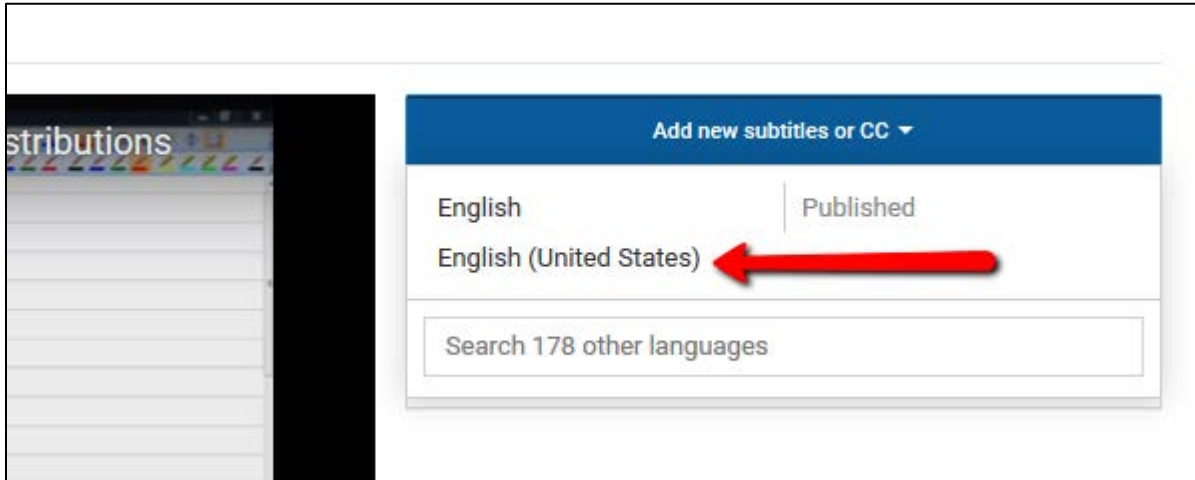 stributions
Add new subtitles or CC
English
Published
English (United States)
Search 178 other languages